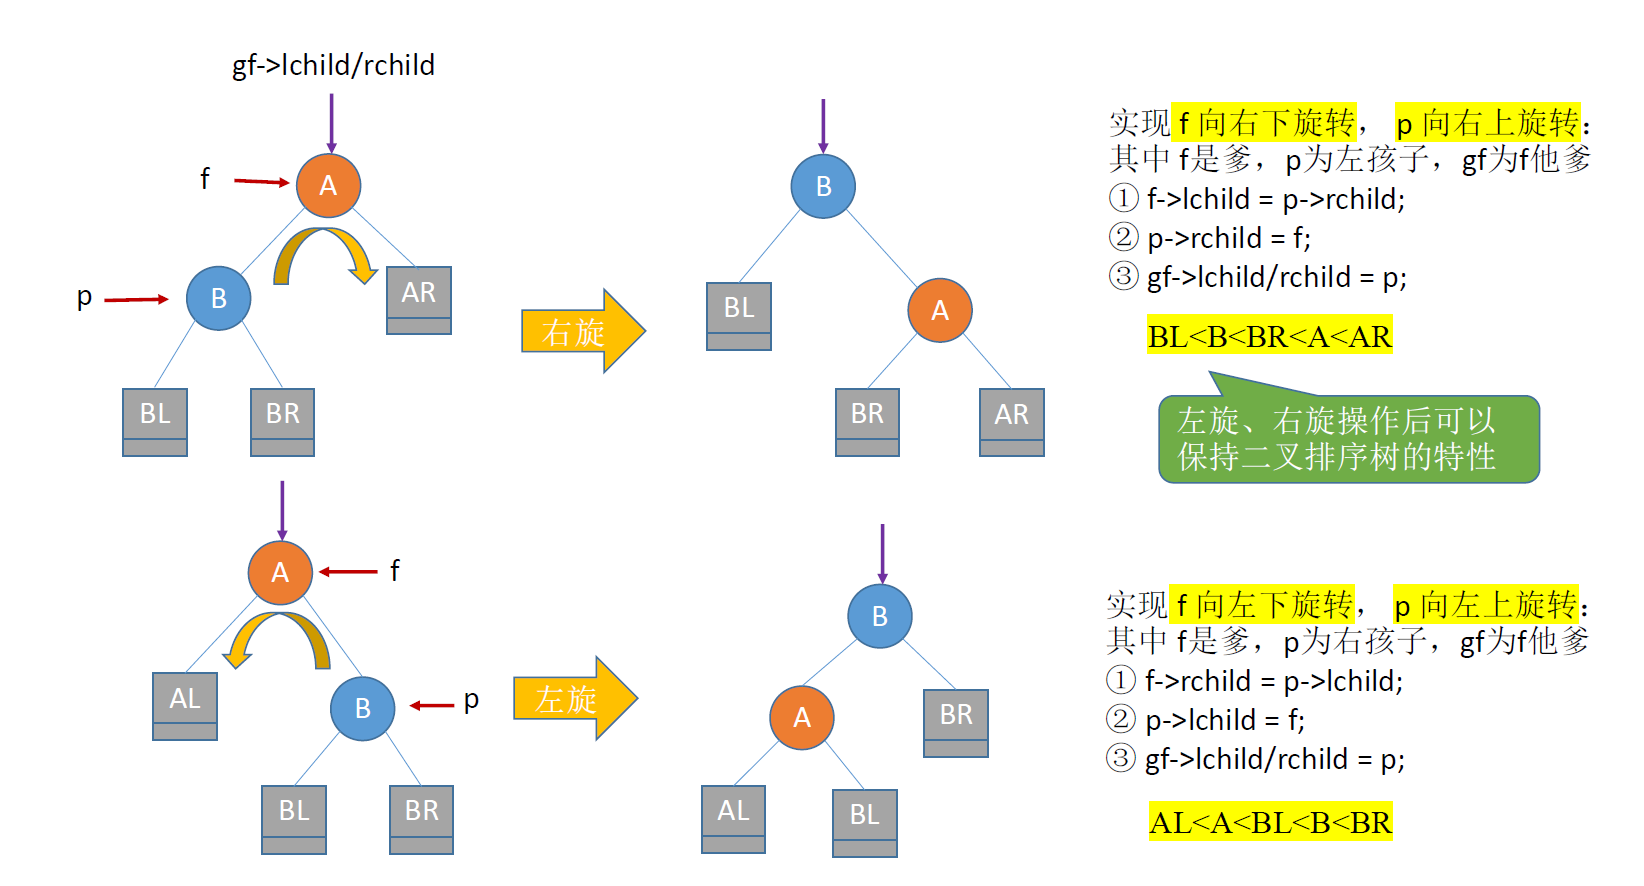 gf->lchild/rchild
f
A
p
B
AR
BL
BR
右旋
B
BL
A
BR
AR
实现 f 向右下旋转， p 向右上旋转：
其中 f是爹，p为左孩子，gf为f他爹
① f->lchild = p->rchild;
② p->rchild = f;
③ gf->lchild/rchild = p;
BL<B<BR<A<AR
左旋、右旋操作后可以
保持二叉排序树的特性
A
f
AL
B
p
BL
BR
左旋
B
A
BR
AL
BL
实现 f 向左下旋转， p 向左上旋转：
其中 f是爹，p为右孩子，gf为f他爹
① f->rchild = p->lchild;
② p->lchild = f;
③ gf->lchild/rchild = p;
AL<A<BL<B<BR